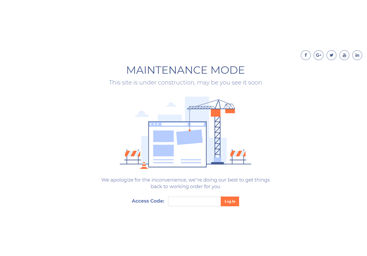 MAINTENANCE MODE
This site is under construction, may be you see it soon.
We apologize for the inconvenience, we're doing our best to get things
back to working order for you.
Access Code:
Log In